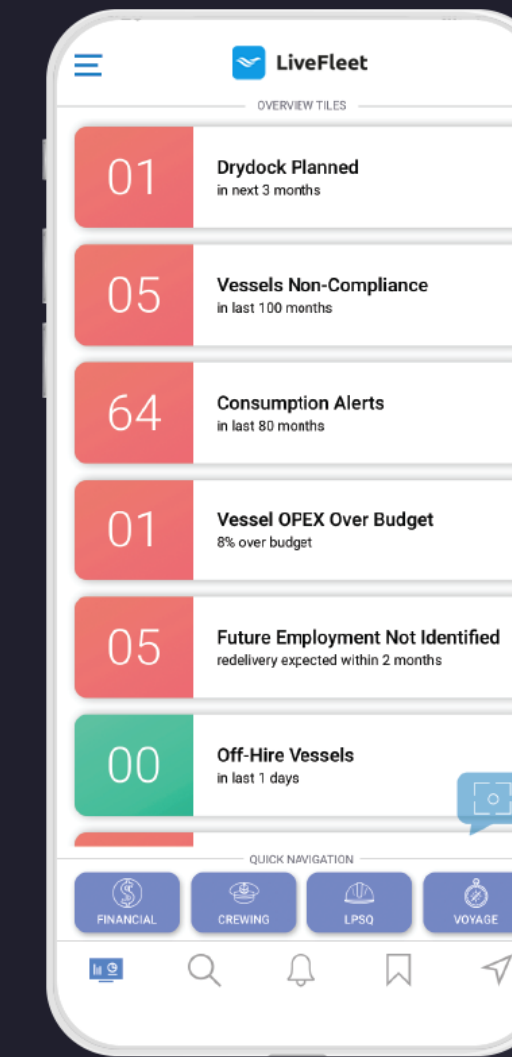 LiveFleet
OVERVIEW TILES
01
Drydock Planned
in next 3 months
05
Vessels Non-Compliance
in last 100 months
64
Consumption Alerts
in last 80 months
01
Vessel OPEX Over Budget
8% over budget
05
Future Employment Not Identified
redelivery expected within 2 months
00
Off-Hire Vessels
in last 1 days
QUICK NAVIGATION
FINANCIAL
CREWING
LPSQ
VOYAGE